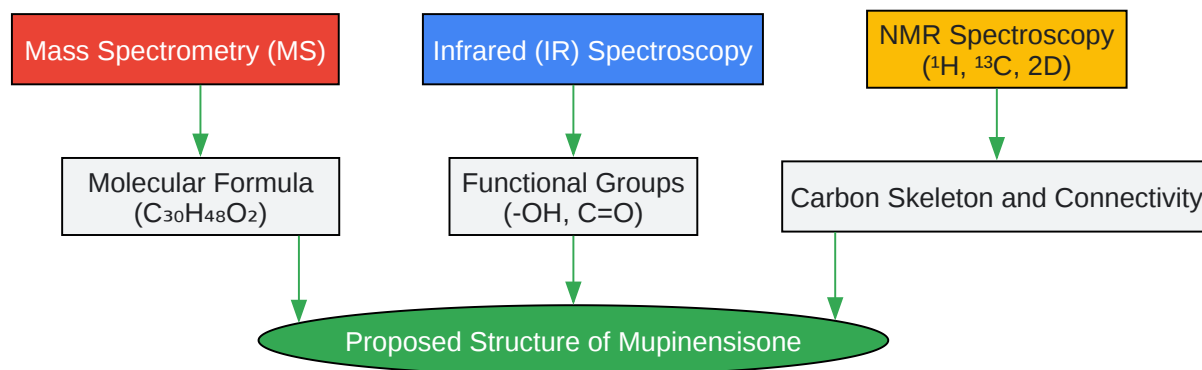 Mass Spectrometry (MS)
Infrared (IR) Spectroscopy
NMR Spectroscopy
(¹H, ¹³C, 2D)
Molecular Formula
(C₃₀H₄₈O₂)
Functional Groups
(-OH, C=O)
Carbon Skeleton and Connectivity
Proposed Structure of Mupinensisone